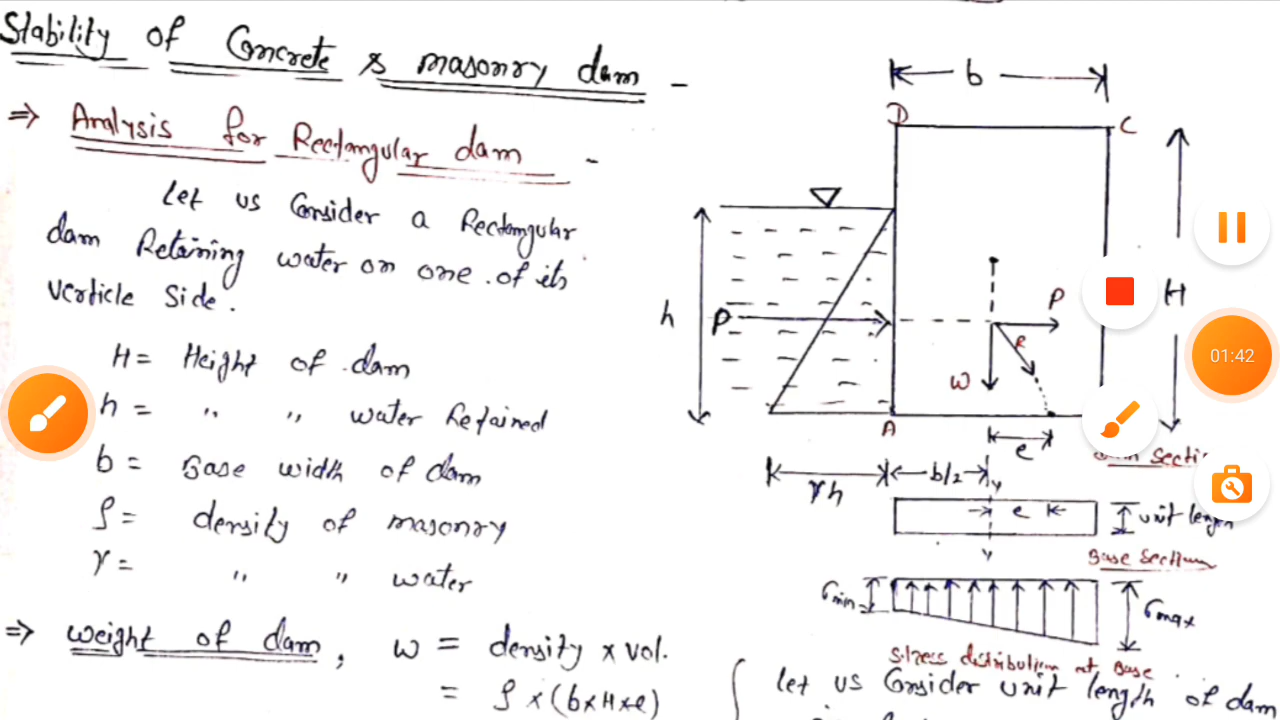 Stability of Concrete & masonry dam -
⇒ Analysis for Rectangular dam -
Let us Consider a Rectangular
dam Retaining water on one of its
verticle Side.
H = Height of dam
h = " " water Retained
b = Base width of dam
ρ = density of masonry
γ = " " water
⇒ weight of dam, w = density × vol.
= ρ × (b×H×l)
b
D
C
h
P
P
R
W
H
A
e
b/2
γh
y
e
y
unit length
Base Section
σmin
σmax
Stress distribution at Base
Let us Consider unit length of dam
01:42